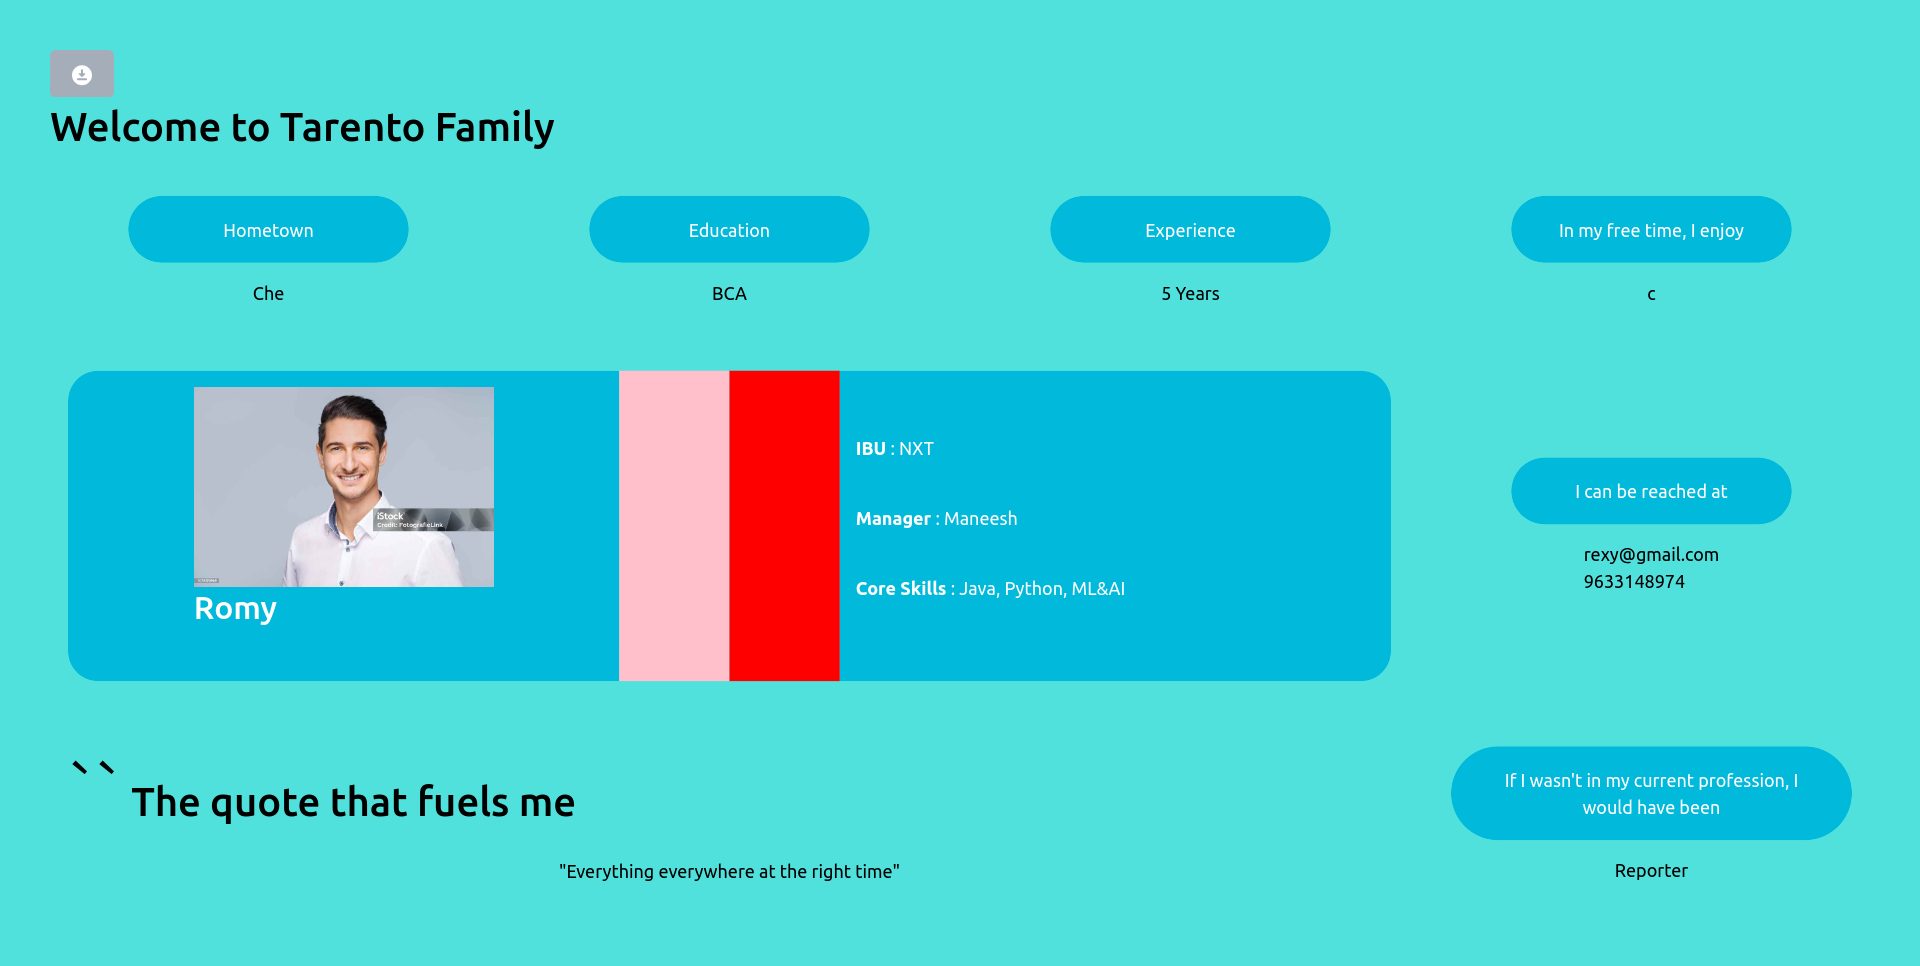 Welcome to Tarento Family
Hometown
Education
Experience
In my free time, I enjoy
Che
BCA
5 Years
c
iStock
Credit: FotografieLink
Romy
IBU : NXT
Manager : Maneesh
Core Skills : Java, Python, ML&AI
I can be reached at
rexy@gmail.com
9633148974
The quote that fuels me
"Everything everywhere at the right time"
If I wasn't in my current profession, I
would have been
Reporter